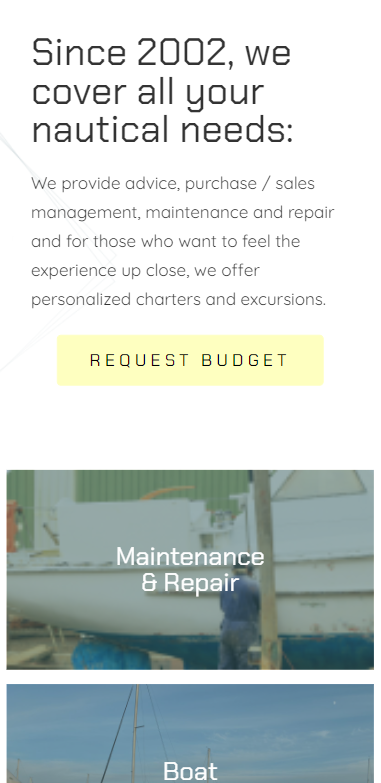 Since 2002, we
cover all your
nautical needs:
We provide advice, purchase / sales
management, maintenance and repair
and for those who want to feel the
experience up close, we offer
personalized charters and excursions.
REQUEST BUDGET
Maintenance
& Repair
Boat